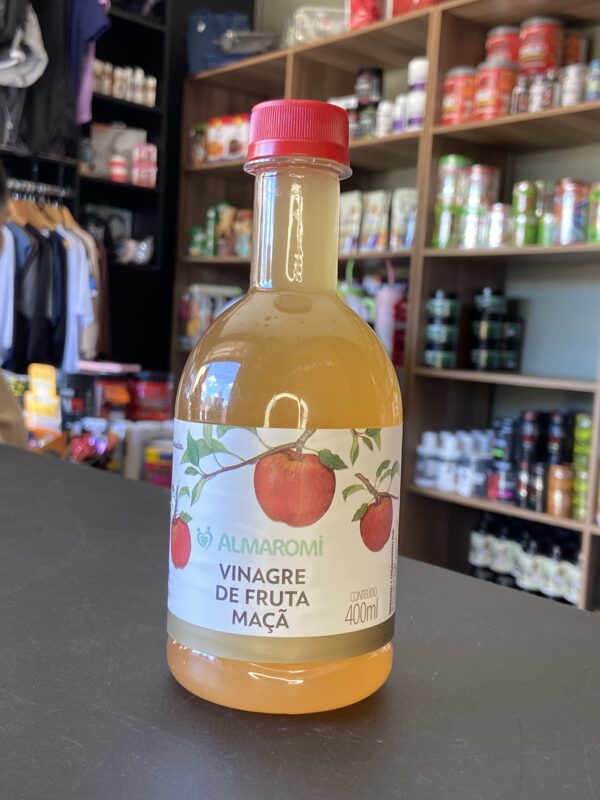 ALMAROMI
VINAGRE
DE FRUTA
MAÇÃ
CONTEÚDO
400ml